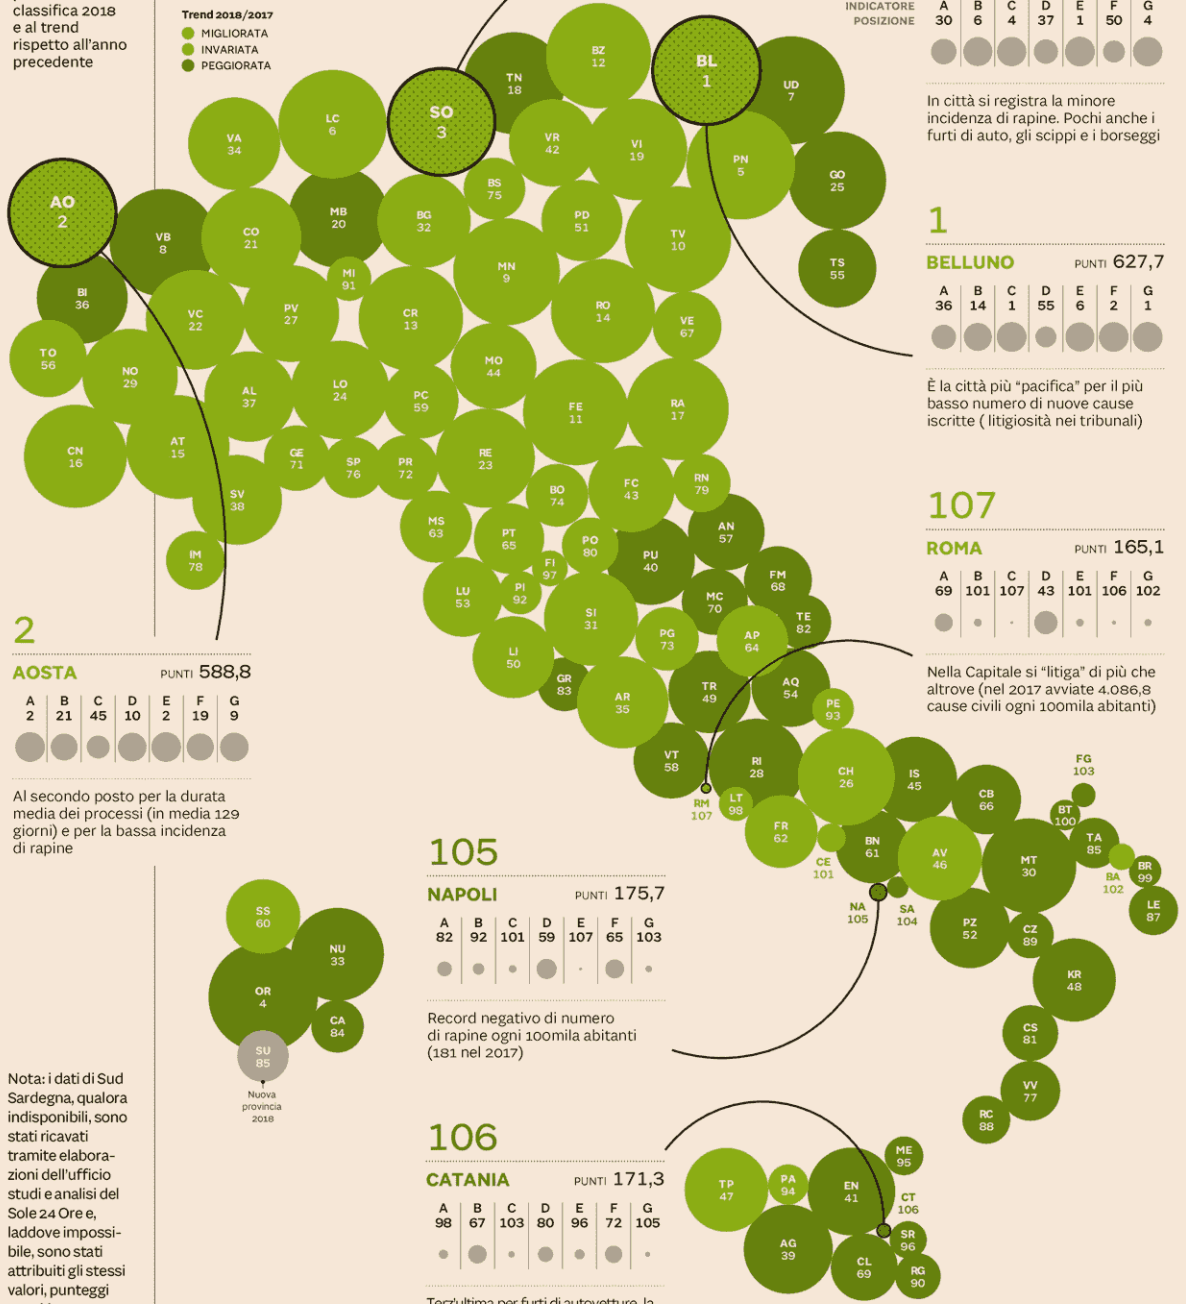 classifica 2018
e al trend
rispetto all’anno
precedente
Trend 2018/2017
MIGLIORATA
INVARIATA
PEGGIORATA
INDICATORE A B C D E F G
POSIZIONE 30 6 4 37 1 50 4
In città si registra la minore
incidenza di rapine. Pochi anche i
furti di auto, gli scippi e i borseggi
1
BELLUNO PUNTI 627,7
A B C D E F G
36 14 1 55 6 2 1
È la città più “pacifica” per il più
basso numero di nuove cause
iscritte ( litigiosità nei tribunali)
107
ROMA PUNTI 165,1
A B C D E F G
69 101 107 43 101 106 102
Nella Capitale si “litiga” di più che
altrove (nel 2017 avviate 4.086,8
cause civili ogni 100mila abitanti)
2
AOSTA PUNTI 588,8
A B C D E F G
2 21 45 10 2 19 9
Al secondo posto per la durata
media dei processi (in media 129
giorni) e per la bassa incidenza
di rapine
105
NAPOLI PUNTI 175,7
A B C D E F G
82 92 101 59 107 65 103
Record negativo di numero
di rapine ogni 100mila abitanti
(181 nel 2017)
106
CATANIA PUNTI 171,3
A B C D E F G
98 67 103 80 96 72 105
Terz’ultima per furti di autovetture, la
Nota: i dati di Sud
Sardegna, qualora
indisponibili, sono
stati ricavati
tramite elabora-
zioni dell’ufficio
studi e analisi del
Sole 24 Ore e,
laddove impossi-
bile, sono stati
attribuiti gli stessi
valori, punteggi
BZ
12
BL
1
TN
18
UD
7
SO
3
LC
6
VA
34
VR
42
VI
19
PN
5
GO
25
BS
75
AO
2
VB
8
CO
21
MB
20
BG
32
PD
51
TV
10
TS
55
MI
91
MN
9
BI
36
VC
22
PV
27
CR
13
RO
14
VE
67
TO
56
NO
29
AL
37
LO
24
PC
59
MO
44
FE
11
RA
17
CN
16
AT
15
GE
71
SP
76
PR
72
RE
23
BO
74
FC
43
RN
79
SV
38
IM
78
MS
63
PT
65
PO
80
AN
57
FI
97
PU
40
FM
68
LU
53
PI
92
SI
31
MC
70
TE
82
PG
73
AP
64
LI
50
GR
83
AR
35
TR
49
AQ
54
PE
93
VT
58
RI
28
CH
26
IS
45
CB
66
FG
103
RM
107
LT
98
FR
62
BT
100
CE
101
BN
61
AV
46
MT
30
TA
85
BA
102
BR
99
LE
87
NA
105
SA
104
PZ
52
CZ
89
KR
48
CS
81
VV
77
RC
88
SS
60
NU
33
OR
4
CA
84
SU
85
Nuova
provincia
2018
ME
95
TP
47
PA
94
EN
41
CT
106
AG
39
CL
69
SR
96
RG
90